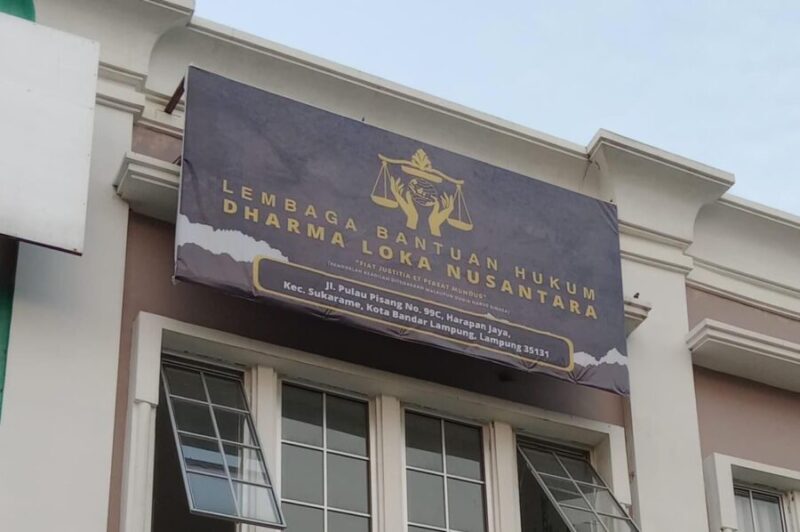 LEMBAGA BANTUAN HUKUM
DHARMA LOKA NUSANTARA
"FIAT JUSTITIA ET PEREAT MUNDUS"
Jl. Pulau Pisang No. 99C, Harapan Jaya,
Kec. Sukarame, Kota Bandar Lampung, Lampung 35131